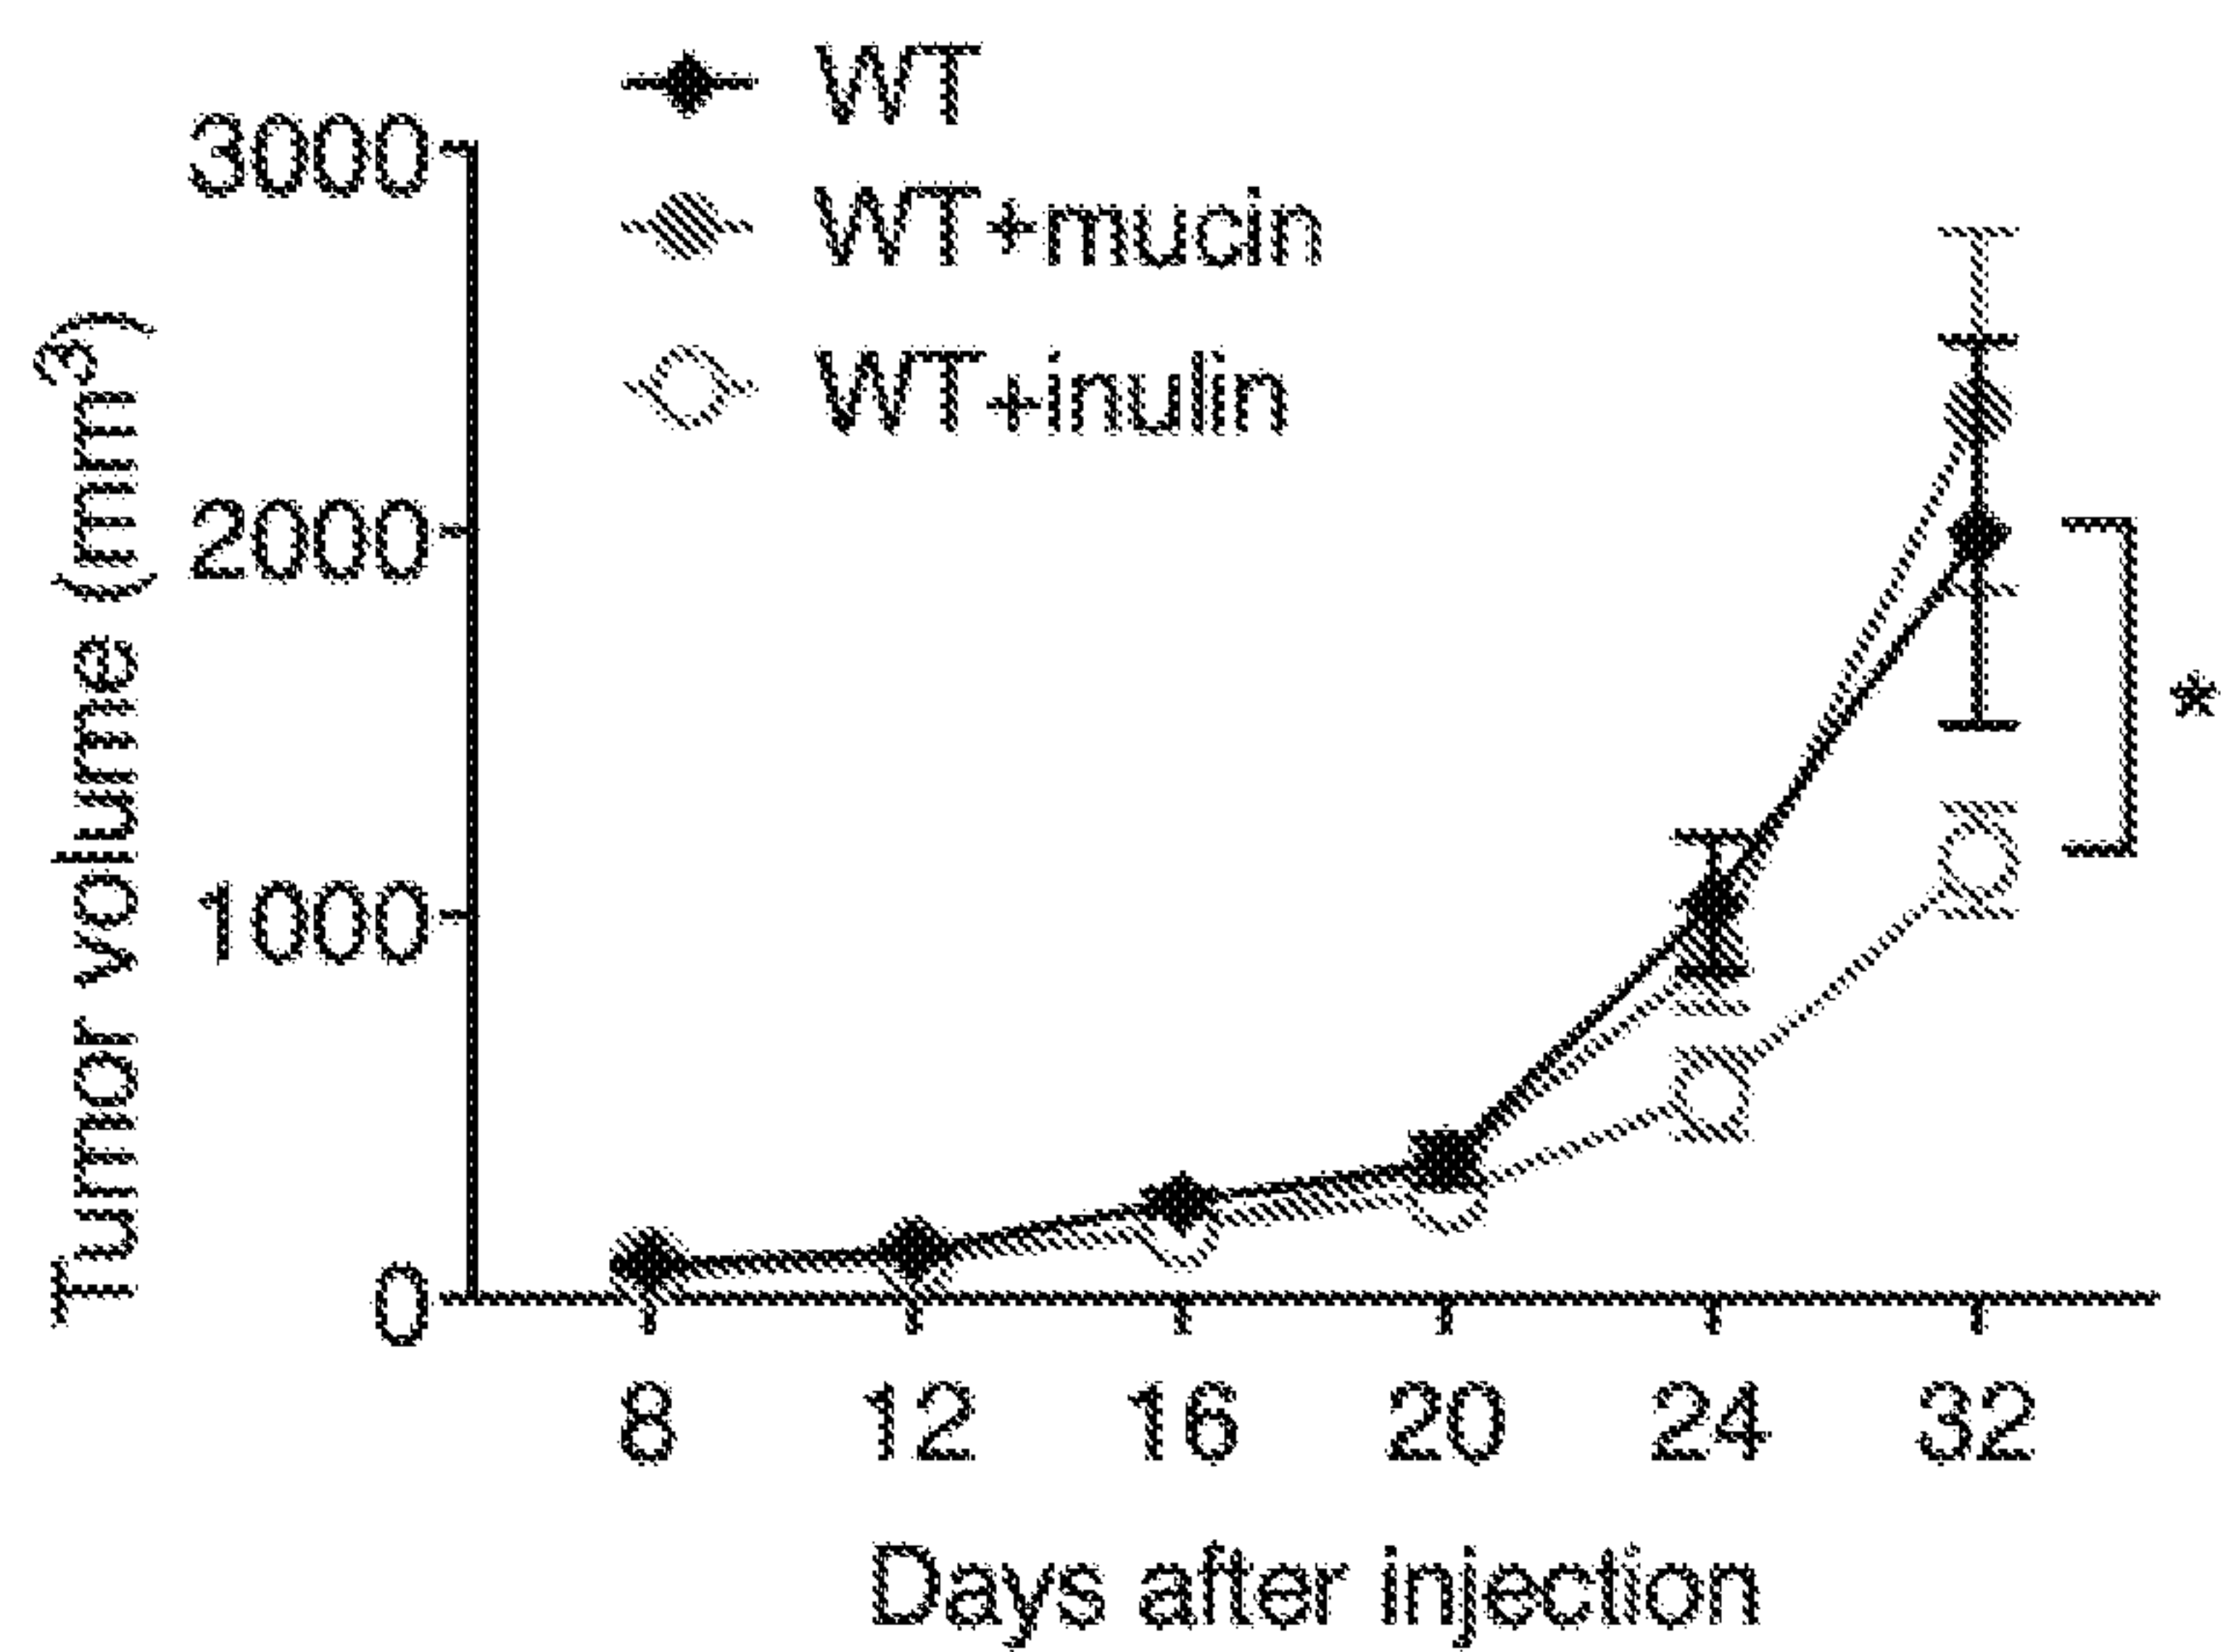 WT
WT+mucin
WT+inulin
3000
2000
1000
0
Tumor volume (mm³)
*
8 12 16 20 24 32
Days after injection